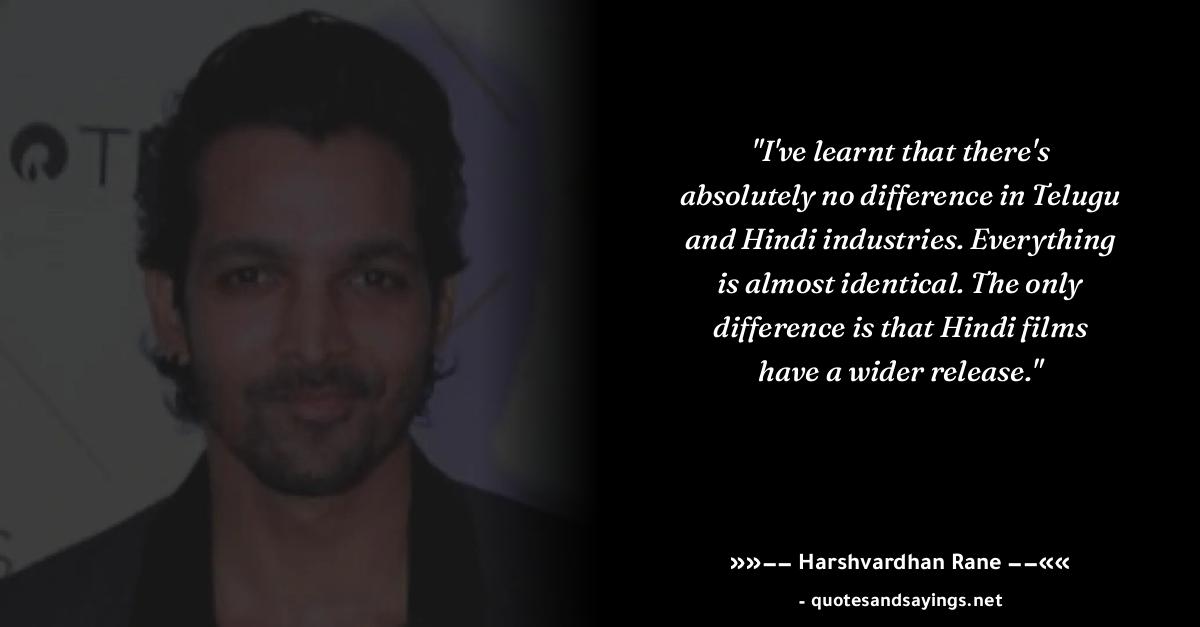 "I've learnt that there's
absolutely no difference in Telugu
and Hindi industries. Everything
is almost identical. The only
difference is that Hindi films
have a wider release."
»»–– Harshvardhan Rane ––««
- quotesandsayings.net